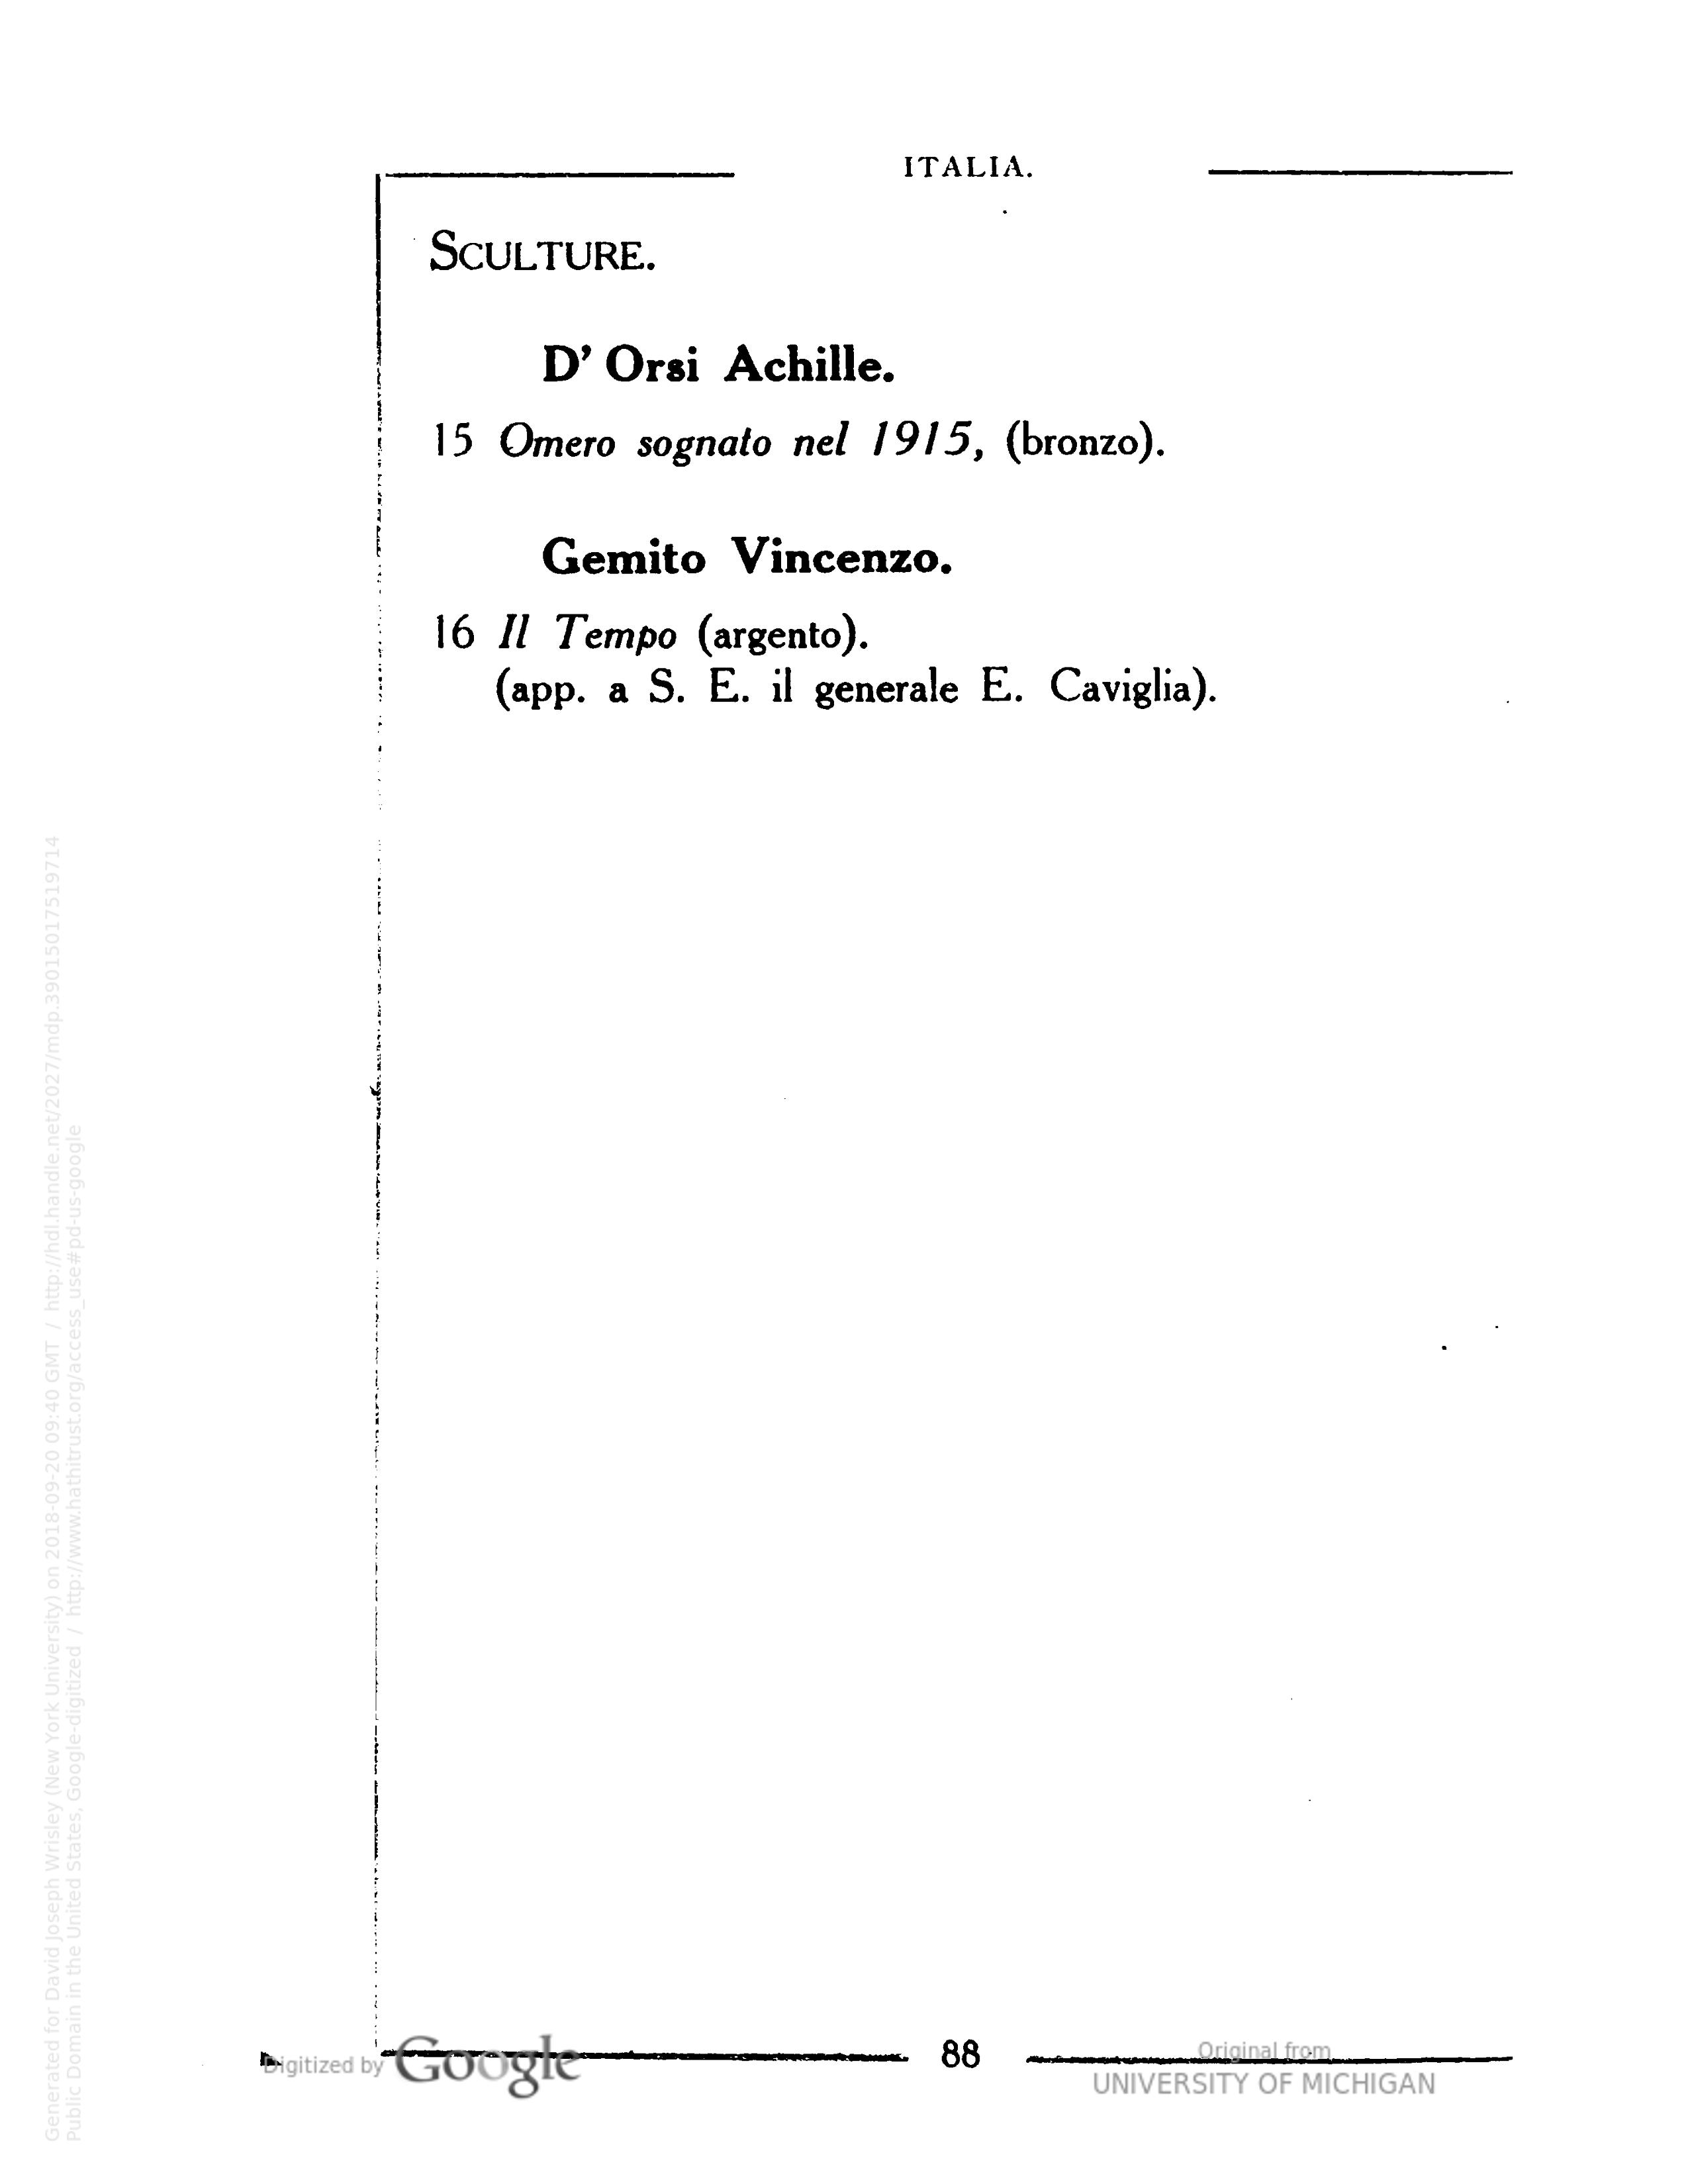 ITALIA.
SCULTURE.
D' Orsi Achille.
15 Omero sognato nel 1915, (bronzo).
Gemito Vincenzo.
16 Il Tempo (argento).
(app. a S. E. il generale E. Caviglia).
88
Digitized by Google
Original from
UNIVERSITY OF MICHIGAN
Generated for David Joseph Wrisley (New York University) on 2018-09-20 09:40 GMT / http://hdl.handle.net/2027/mdp.39015017519714
Public Domain in the United States, Google-digitized / http://www.hathitrust.org/access_use#pd-us-google